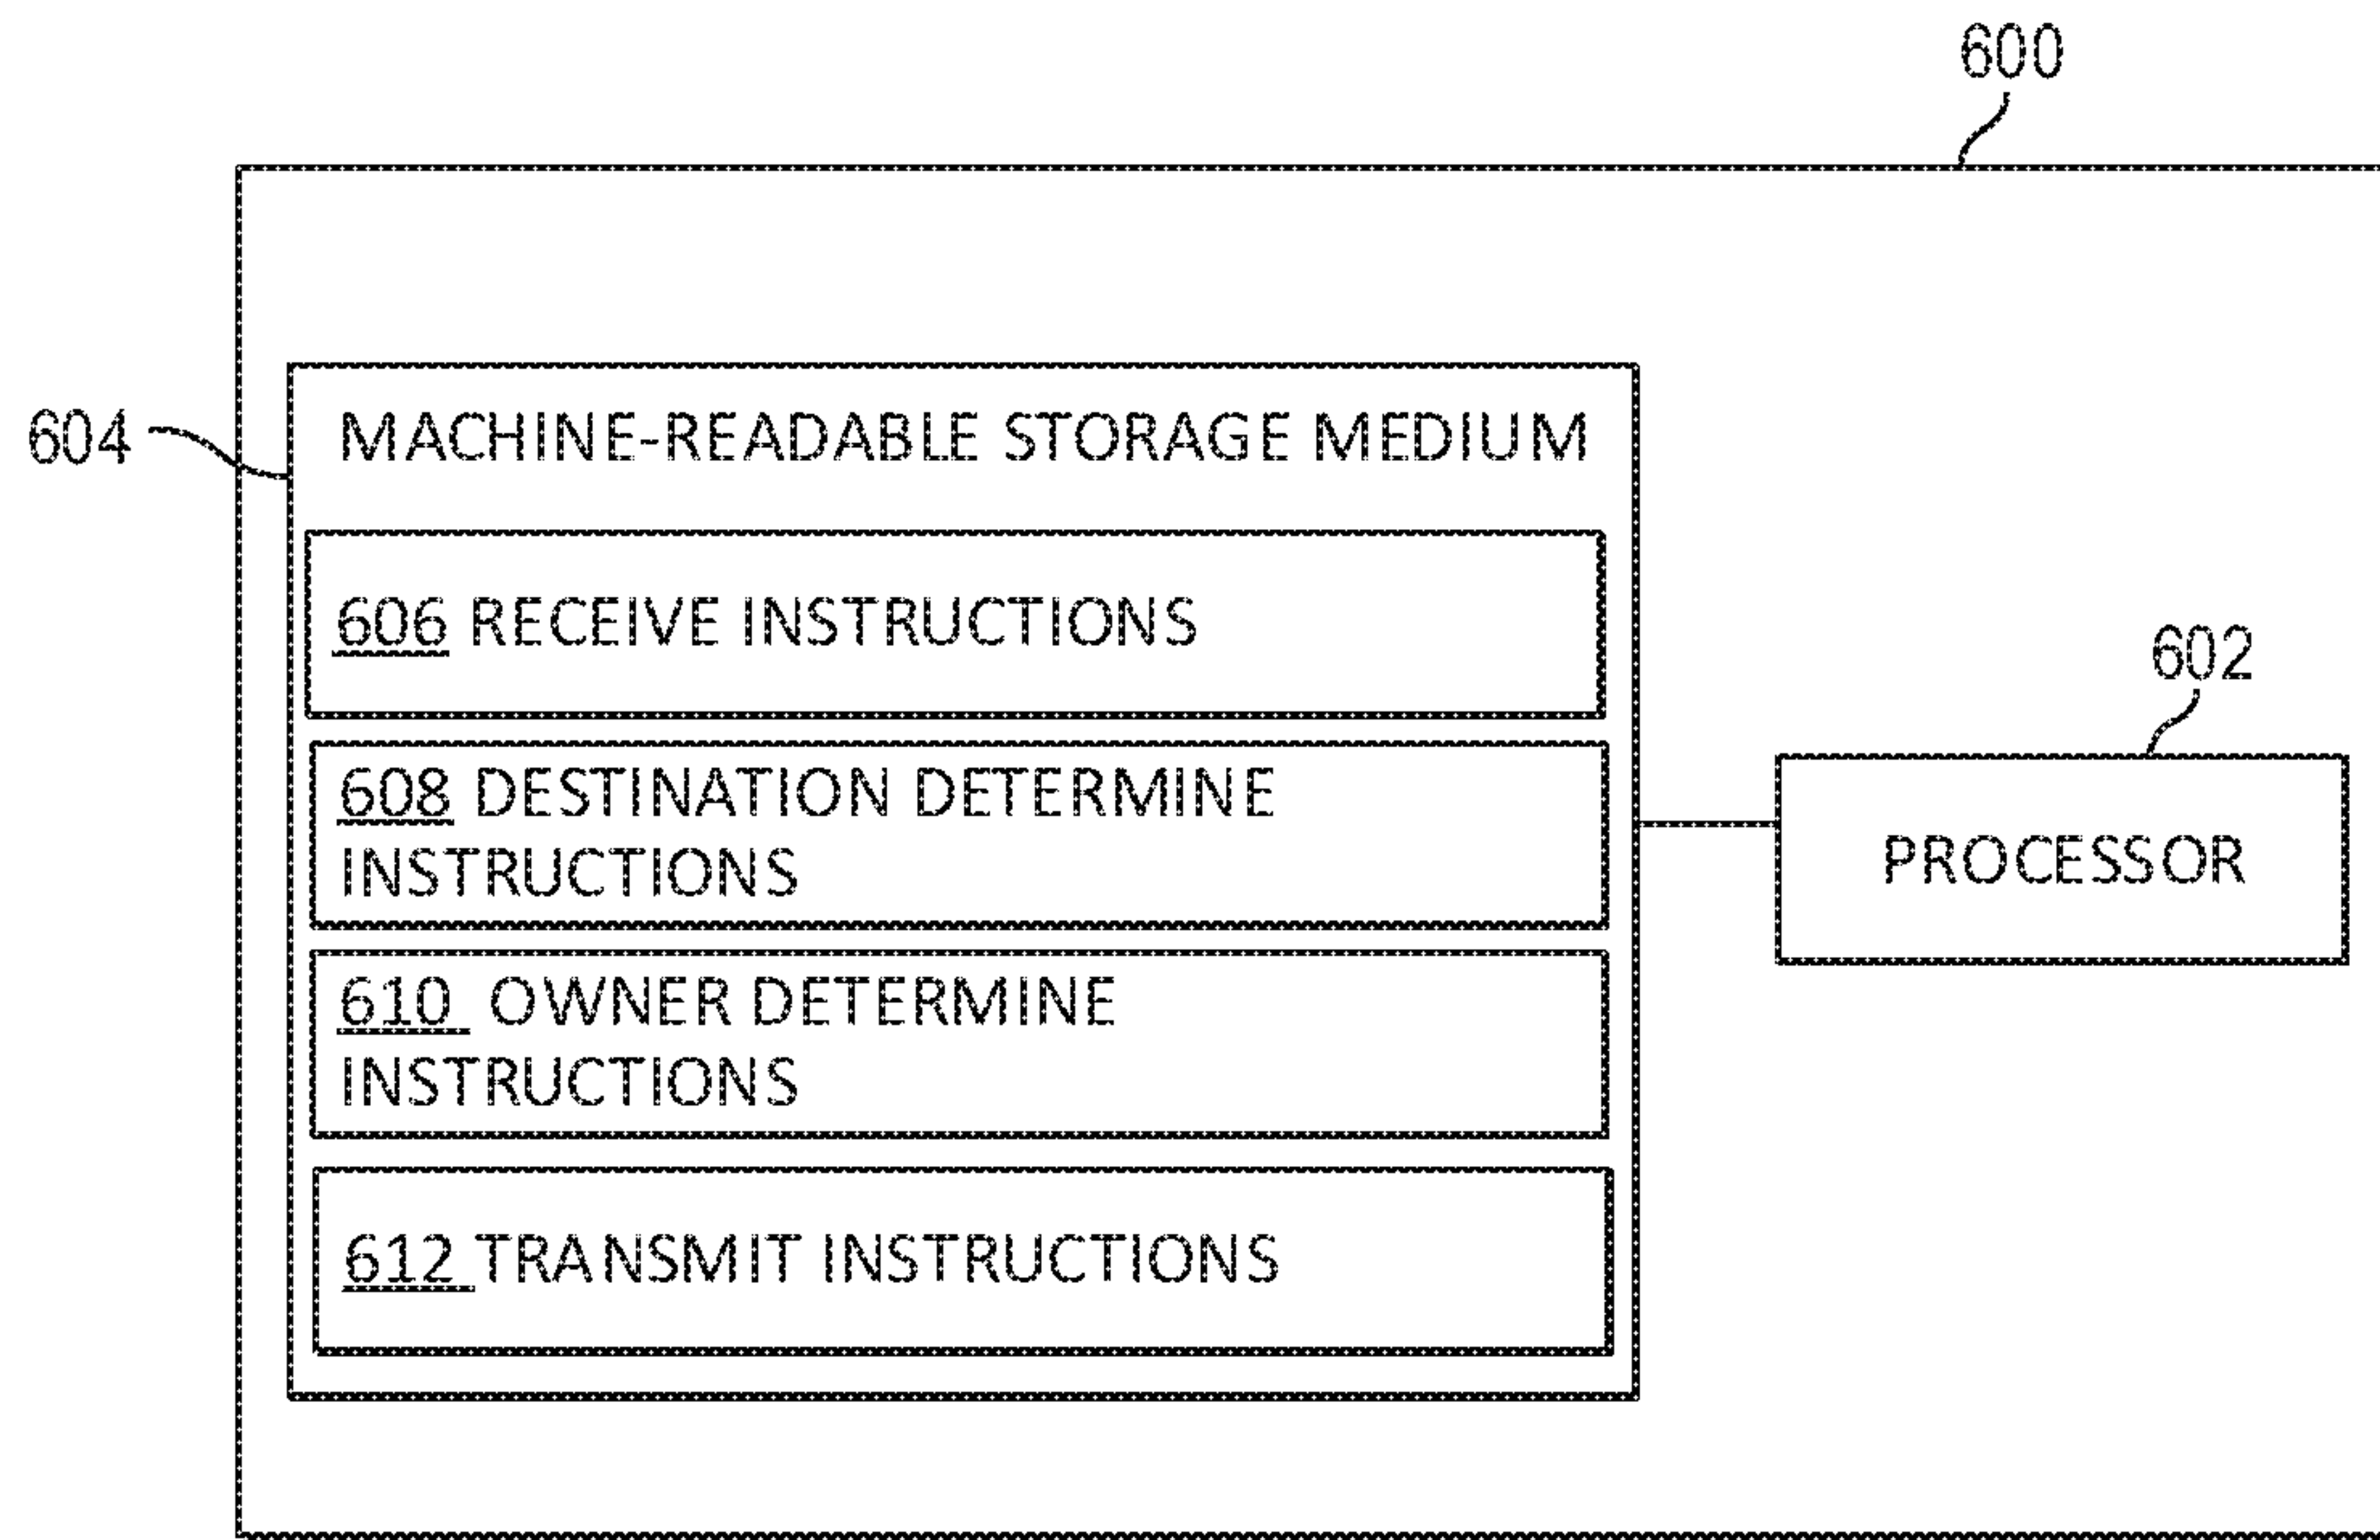 600
604
MACHINE-READABLE STORAGE MEDIUM
606 RECEIVE INSTRUCTIONS
602
608 DESTINATION DETERMINE
INSTRUCTIONS
PROCESSOR
610 OWNER DETERMINE
INSTRUCTIONS
612 TRANSMIT INSTRUCTIONS